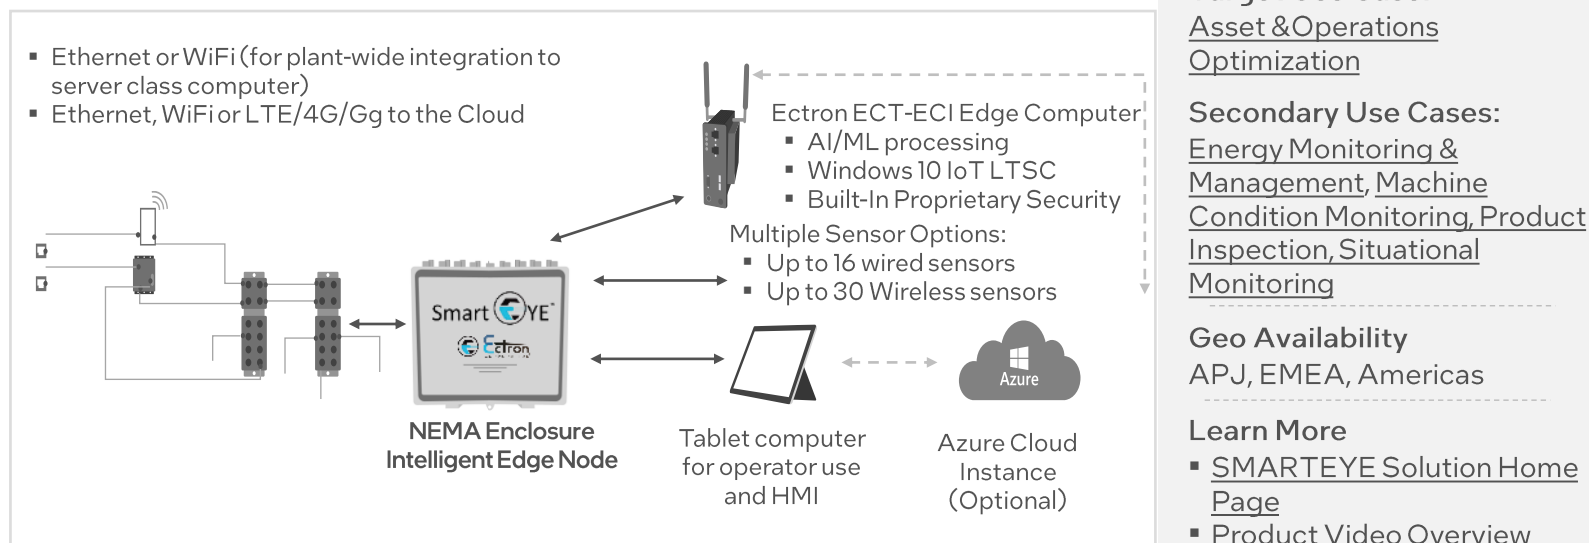 ▪ Ethernet or WiFi (for plant-wide integration to
server class computer)
▪ Ethernet, WiFi or LTE/4G/Gg to the Cloud
Ectron ECT-ECI Edge Computer
▪ AI/ML processing
▪ Windows 10 IoT LTSC
▪ Built-In Proprietary Security
Multiple Sensor Options:
▪ Up to 16 wired sensors
▪ Up to 30 Wireless sensors
Smart EYE™
Ectron
NEMA Enclosure
Intelligent Edge Node
Tablet computer
for operator use
and HMI
Azure
Azure Cloud
Instance
(Optional)
Asset &Operations
Optimization
Secondary Use Cases:
Energy Monitoring &
Management, Machine
Condition Monitoring, Product
Inspection, Situational
Monitoring
Geo Availability
APJ, EMEA, Americas
Learn More
▪ SMARTEYE Solution Home
Page
▪ Product Video Overview